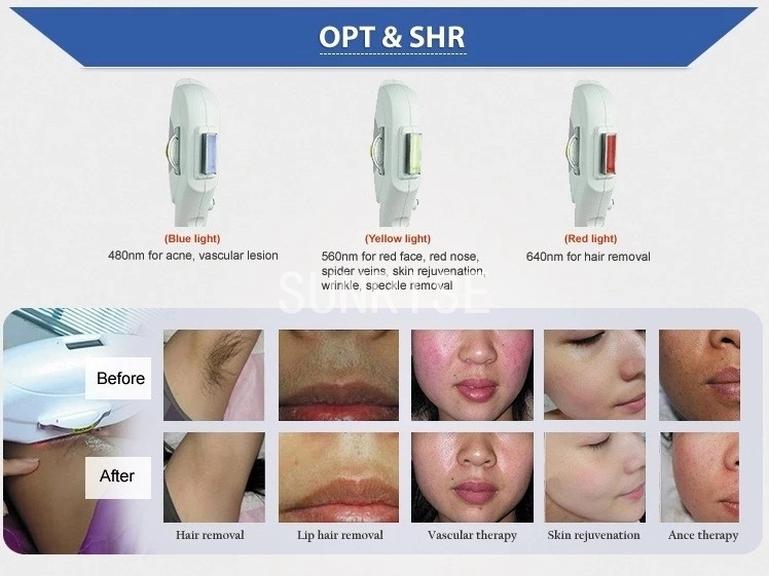 OPT & SHR
(Blue light)
480nm for acne, vascular lesion
(Yellow light)
560nm for red face, red nose,
spider veins, skin rejuvenation,
wrinkle, speckle removal
(Red light)
640nm for hair removal
SUNRYSE
Before
After
Hair removal
Lip hair removal
Vascular therapy
Skin rejuvenation
Ance therapy